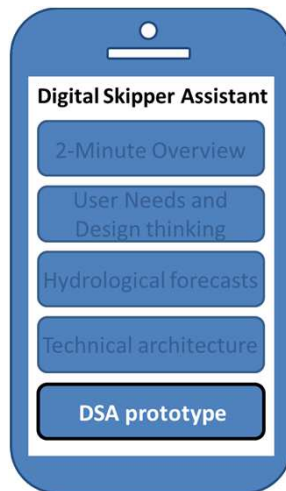 Digital Skipper Assistant
2-Minute Overview
User Needs and
Design thinking
Hydrological forecasts
Technical architecture
DSA prototype